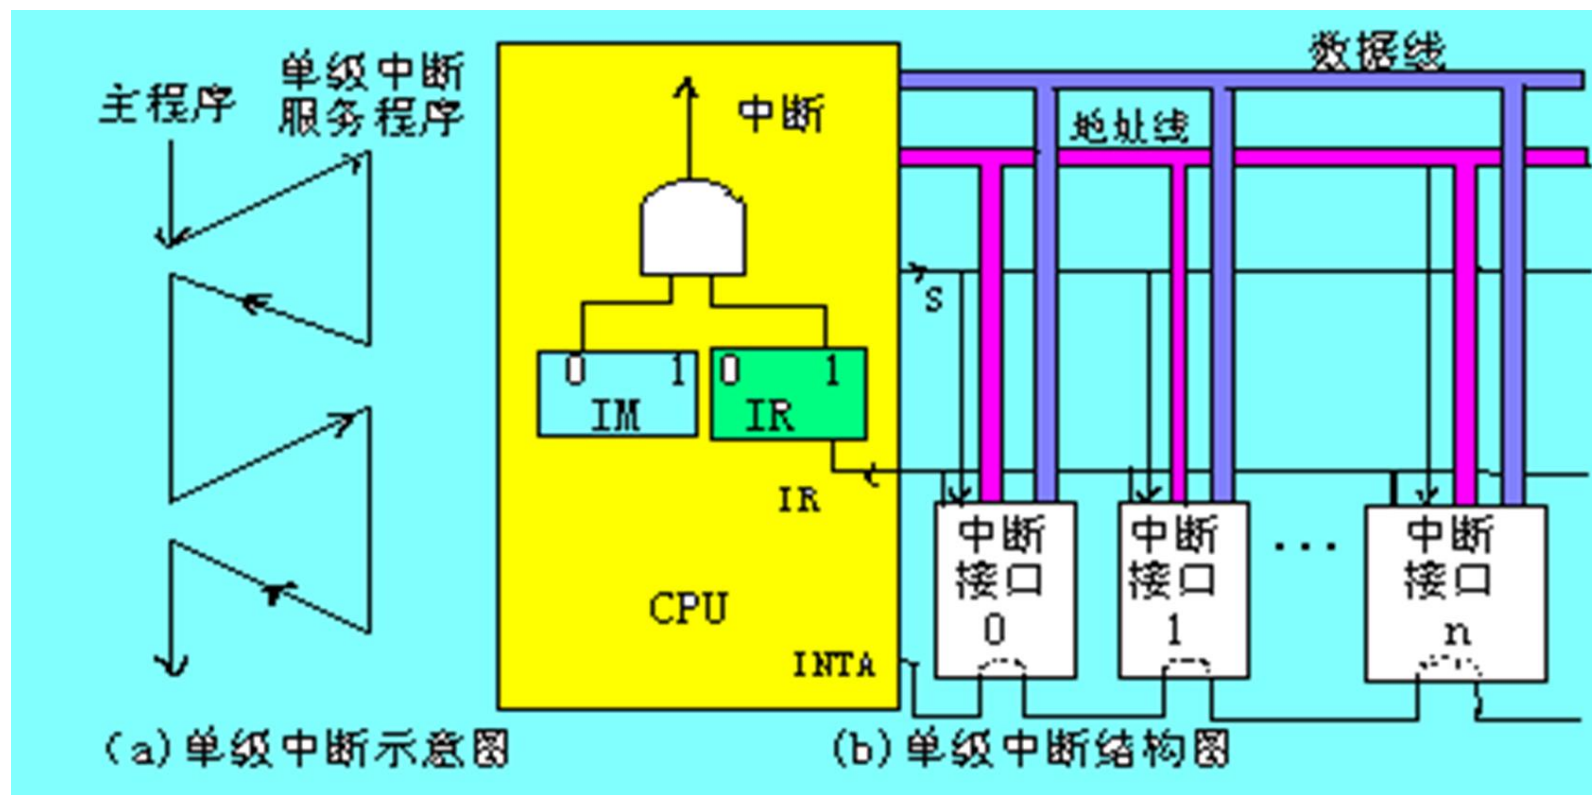 主程序
单级中断
服务程序
中断
0 1
IM
0 1
IR
IR
CPU
INTA
数据线
地址线
S
中断
接口
0
中断
接口
1
...
中断
接口
n
(a)单级中断示意图
(b)单级中断结构图